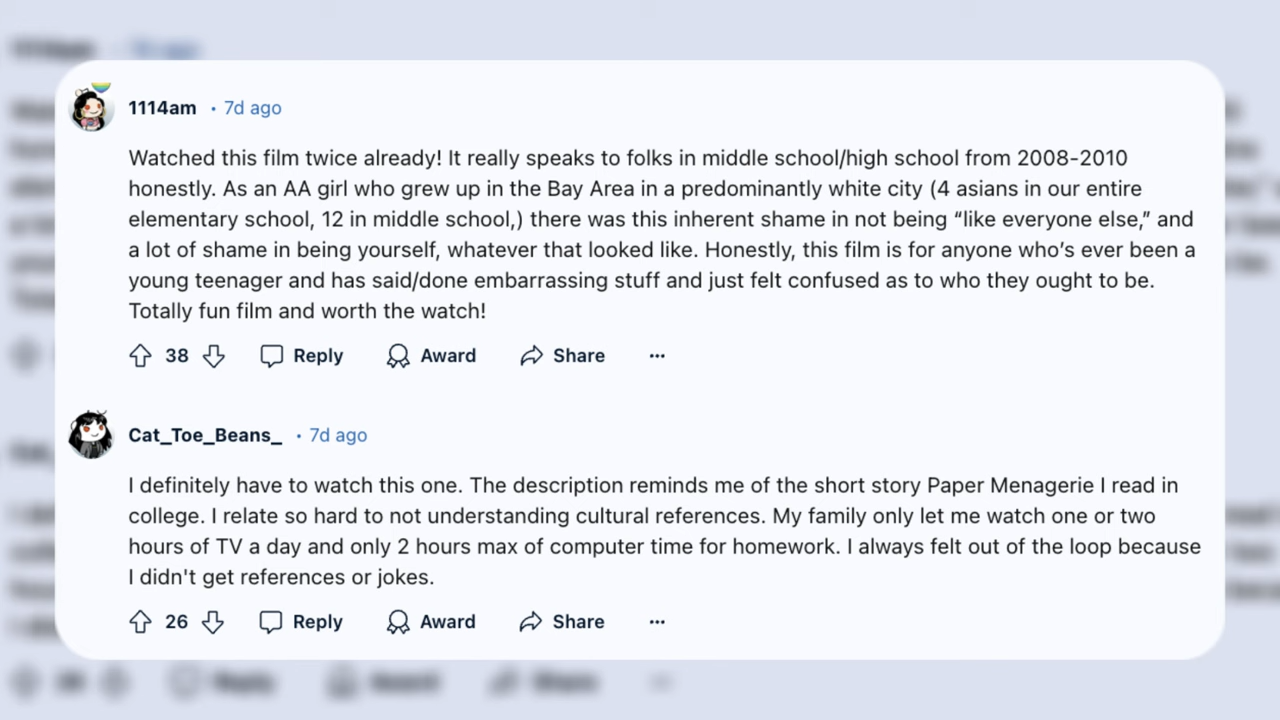 1114am • 7d ago
Watched this film twice already! It really speaks to folks in middle school/high school from 2008-2010
honestly. As an AA girl who grew up in the Bay Area in a predominantly white city (4 asians in our entire
elementary school, 12 in middle school,) there was this inherent shame in not being “like everyone else,” and
a lot of shame in being yourself, whatever that looked like. Honestly, this film is for anyone who’s ever been a
young teenager and has said/done embarrassing stuff and just felt confused as to who they ought to be.
Totally fun film and worth the watch!
38 Reply Award Share ...
Cat_Toe_Beans_ • 7d ago
I definitely have to watch this one. The description reminds me of the short story Paper Menagerie I read in
college. I relate so hard to not understanding cultural references. My family only let me watch one or two
hours of TV a day and only 2 hours max of computer time for homework. I always felt out of the loop because
I didn't get references or jokes.
26 Reply Award Share ...